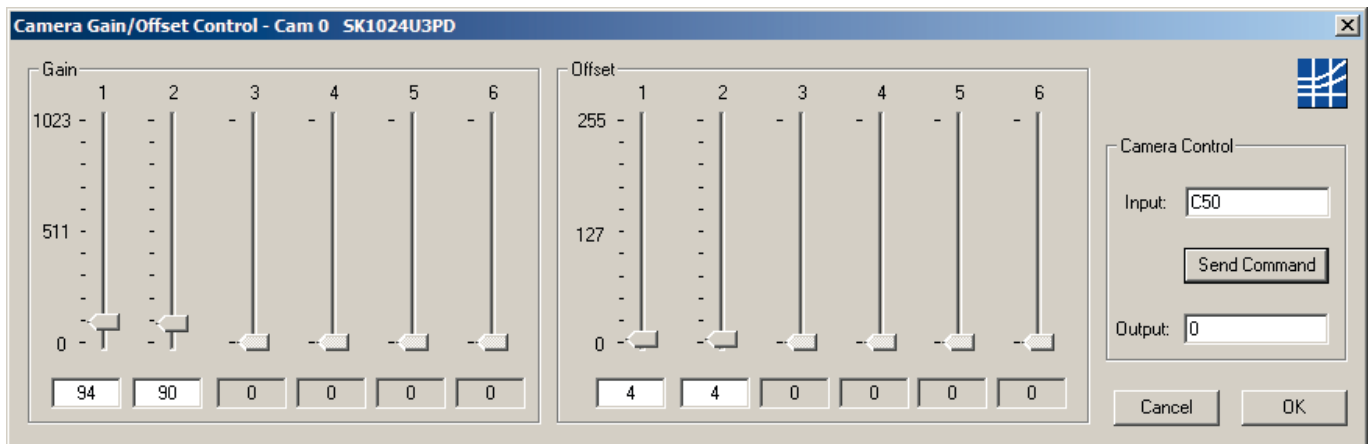 Camera Gain/Offset Control - Cam 0 SK1024U3PD
Gain
1 2 3 4 5 6
1023
511
0
94 90 0 0 0 0
Offset
1 2 3 4 5 6
255
127
0
4 4 0 0 0 0
Camera Control
Input: C50
Send Command
Output: 0
Cancel OK